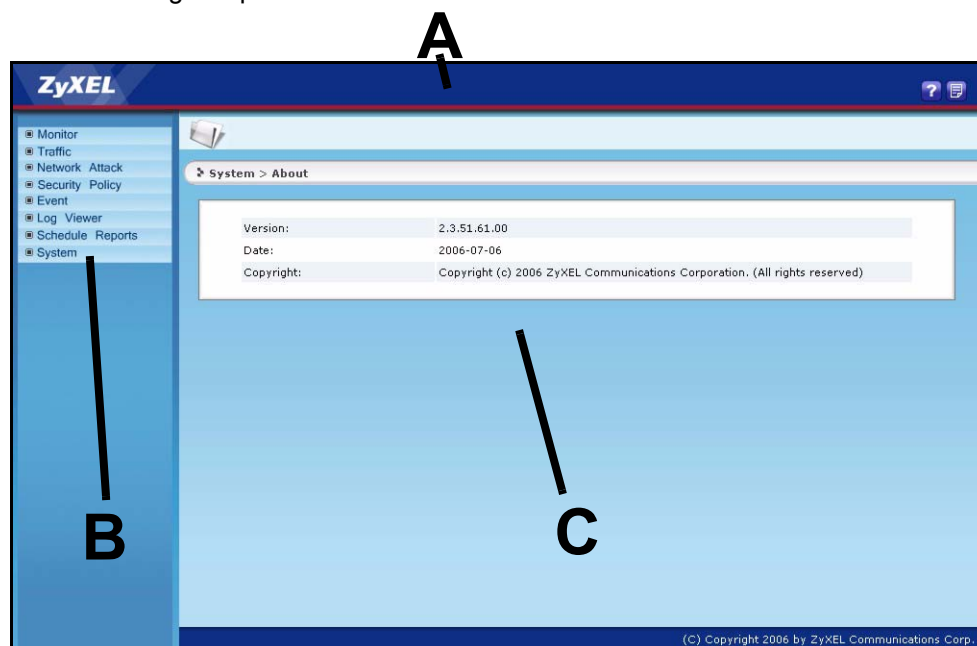 A
ZyXEL
?
Monitor
Traffic
Network Attack
Security Policy
Event
Log Viewer
Schedule Reports
System
System > About
Version: 2.3.51.61.00
Date: 2006-07-06
Copyright: Copyright (c) 2006 ZyXEL Communications Corporation. (All rights reserved)
B
C
(C) Copyright 2006 by ZyXEL Communications Corp.